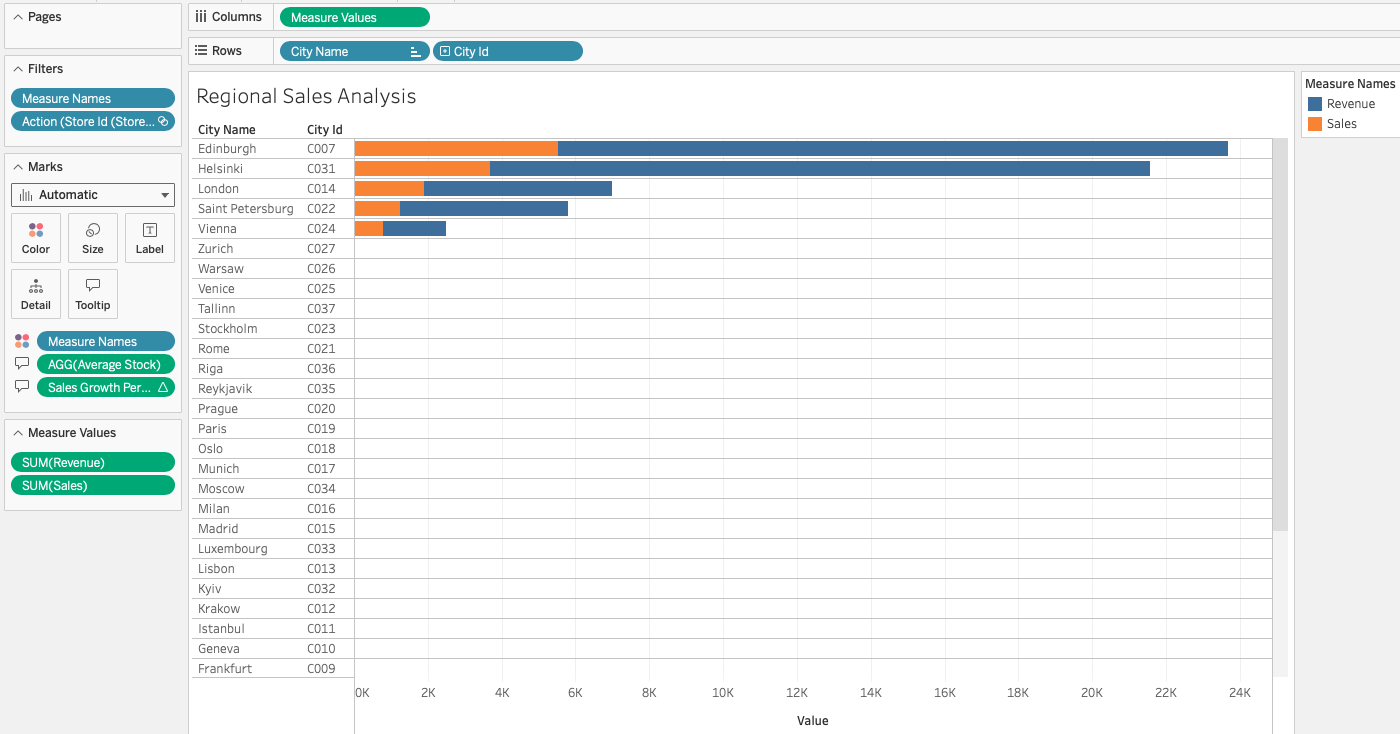 Pages
Filters
Measure Names
Action (Store Id (Store...
Marks
Automatic
Color
Size
Label
Detail
Tooltip
Measure Names
AGG(Average Stock)
Sales Growth Per...
Measure Values
SUM(Revenue)
SUM(Sales)
Columns
Measure Values
Rows
City Name
City Id
Regional Sales Analysis
City Name City Id
Edinburgh C007
Helsinki C031
London C014
Saint Petersburg C022
Vienna C024
Zurich C027
Warsaw C026
Venice C025
Tallinn C037
Stockholm C023
Rome C021
Riga C036
Reykjavik C035
Prague C020
Paris C019
Oslo C018
Munich C017
Moscow C034
Milan C016
Madrid C015
Luxembourg C033
Lisbon C013
Kyiv C032
Krakow C012
Istanbul C011
Geneva C010
Frankfurt C009
0K 2K 4K 6K 8K 10K 12K 14K 16K 18K 20K 22K 24K
Value
Measure Names
Revenue
Sales